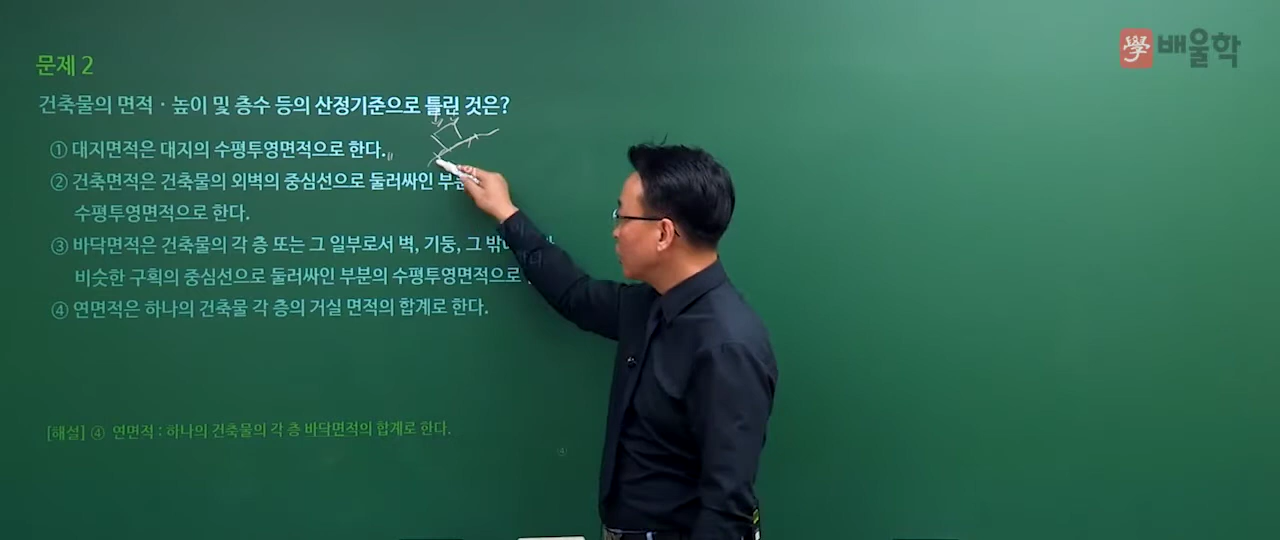 學 배울학
문제 2
건축물의 면적 · 높이 및 층수 등의 산정기준으로 틀린 것은?
① 대지면적은 대지의 수평투영면적으로 한다.
② 건축면적은 건축물의 외벽의 중심선으로 둘러싸인
수평투영면적으로 한다.
③ 바닥면적은 건축물의 각 층 또는 그 일부로서 벽, 기둥, 그
비슷한 구획의 중심선으로 둘러싸인 부분의 수평투영면적으로
④ 연면적은 하나의 건축물 각 층의 거실 면적의 합계로 한다.
[해설] ④ 연면적 : 하나의 건축물의 각 층 바닥면적의 합계로 한다.
④